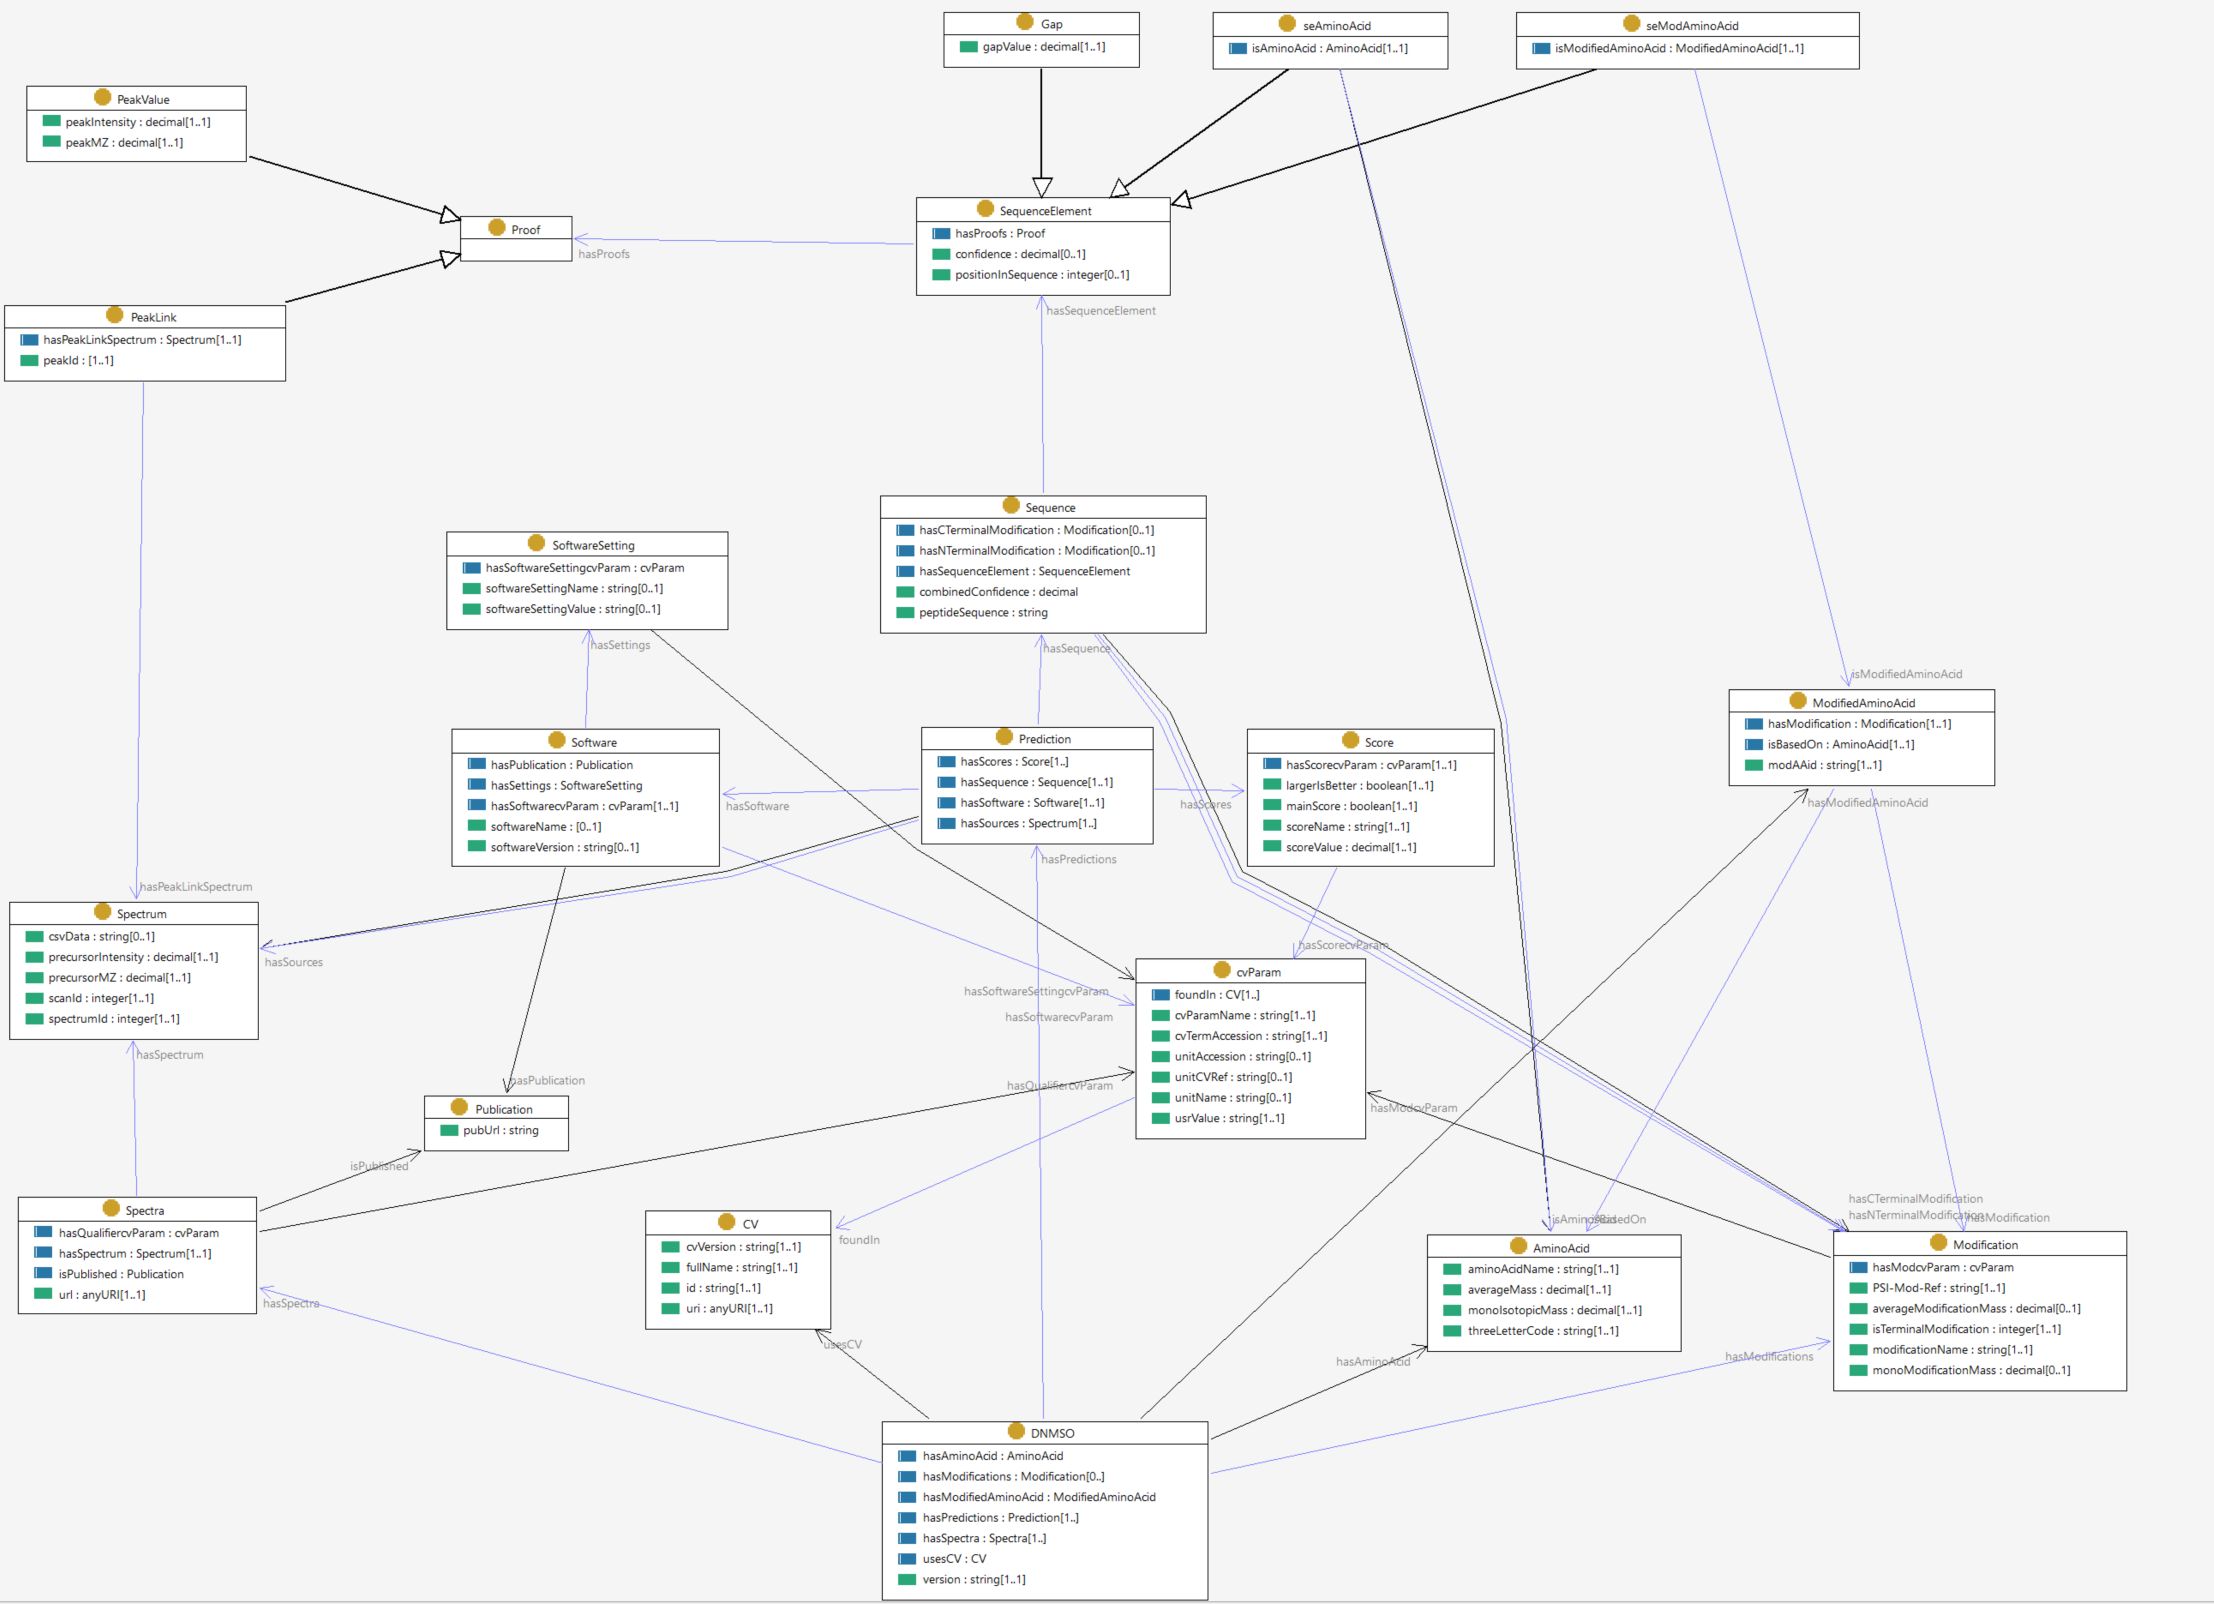 Gap
gapValue : decimal[1..1]
seAminoAcid
isAminoAcid : AminoAcid[1..1]
seModAminoAcid
isModifiedAminoAcid : ModifiedAminoAcid[1..1]
PeakValue
peakIntensity : decimal[1..1]
peakMZ : decimal[1..1]
Proof
hasProofs
SequenceElement
hasProofs : Proof
confidence : decimal[0..1]
positionInSequence : integer[0..1]
hasSequenceElement
PeakLink
hasPeakLinkSpectrum : Spectrum[1..1]
peakId : [1..1]
Sequence
hasCTerminalModification : Modification[0..1]
hasNTerminalModification : Modification[0..1]
hasSequenceElement : SequenceElement
combinedConfidence : decimal
peptideSequence : string
SoftwareSetting
hasSoftwareSettingcvParam : cvParam
softwareSettingName : string[0..1]
softwareSettingValue : string[0..1]
hasSettings
hasSequence
isModifiedAminoAcid
ModifiedAminoAcid
hasModification : Modification[1..1]
isBasedOn : AminoAcid[1..1]
modAAid : string[1..1]
hasModifiedAminoAcid
Software
hasPublication : Publication
hasSettings : SoftwareSetting
hasSoftwarecvParam : cvParam[1..1]
softwareName : [0..1]
softwareVersion : string[0..1]
hasSoftware
Prediction
hasScores : Score[1..]
hasSequence : Sequence[1..1]
hasSoftware : Software[1..1]
hasSources : Spectrum[1..]
hasScores
hasPredictions
Score
hasScorecvParam : cvParam[1..1]
largerIsBetter : boolean[1..1]
mainScore : boolean[1..1]
scoreName : string[1..1]
scoreValue : decimal[1..1]
hasPeakLinkSpectrum
Spectrum
csvData : string[0..1]
precursorIntensity : decimal[1..1]
precursorMZ : decimal[1..1]
scanId : integer[1..1]
spectrumId : integer[1..1]
hasSources
hasSpectrum
hasScorecvParam
hasSoftwareSettingcvParam
hasSoftwarecvParam
hasQualifiercvParam
cvParam
foundIn : CV[1..]
cvParamName : string[1..1]
cvTermAccession : string[1..1]
unitAccession : string[0..1]
unitCVRef : string[0..1]
unitName : string[0..1]
usrValue : string[1..1]
hasModcvParam
hasPublication
Publication
pubUrl : string
isPublished
Spectra
hasQualifiercvParam : cvParam
hasSpectrum : Spectrum[1..1]
isPublished : Publication
url : anyURI[1..1]
hasSpectra
CV
cvVersion : string[1..1]
fullName : string[1..1]
id : string[1..1]
uri : anyURI[1..1]
foundIn
usesCV
isAminoAcid
isBasedOn
AminoAcid
aminoAcidName : string[1..1]
averageMass : decimal[1..1]
monoIsotopicMass : decimal[1..1]
threeLetterCode : string[1..1]
hasAminoAcid
hasCTerminalModification
hasNTerminalModification
hasModification
Modification
hasModcvParam : cvParam
PSI-Mod-Ref : string[1..1]
averageModificationMass : decimal[0..1]
isTerminalModification : integer[1..1]
modificationName : string[1..1]
monoModificationMass : decimal[0..1]
hasModifications
DNMSO
hasAminoAcid : AminoAcid
hasModifications : Modification[0..]
hasModifiedAminoAcid : ModifiedAminoAcid
hasPredictions : Prediction[1..]
hasSpectra : Spectra[1..]
usesCV : CV
version : string[1..1]